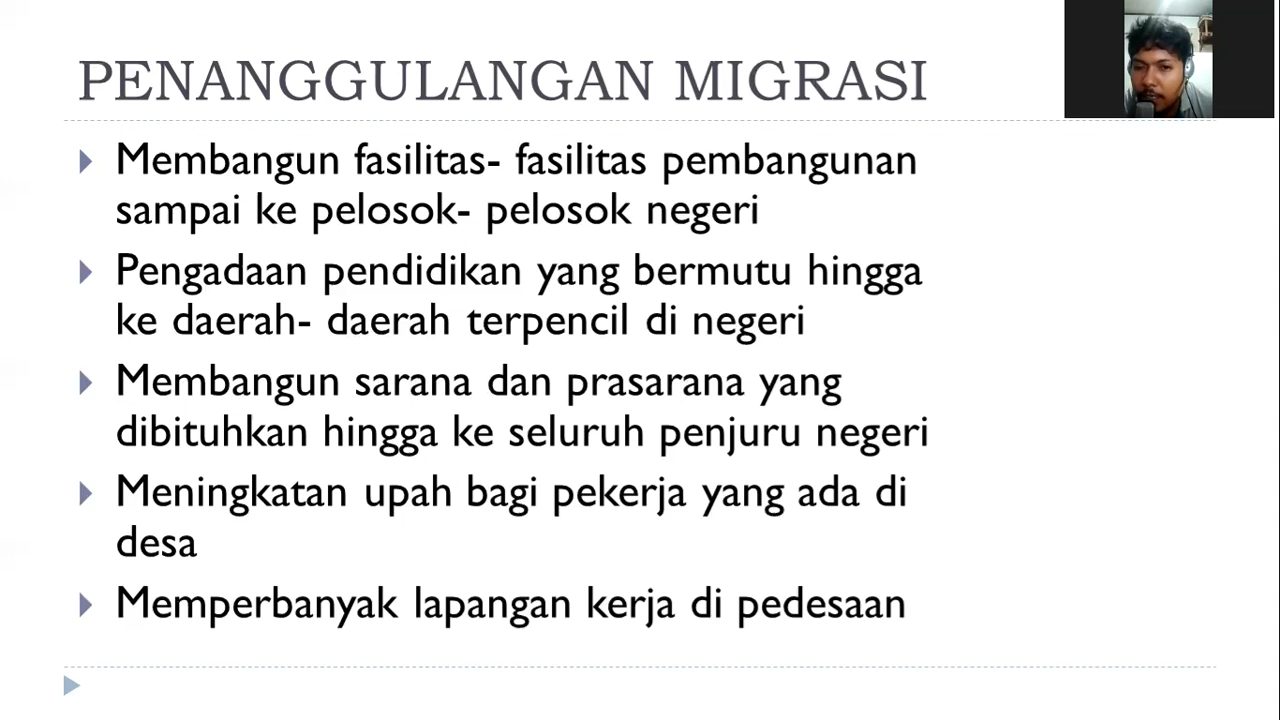 PENANGGULANGAN MIGRASI
Membangun fasilitas- fasilitas pembangunan
sampai ke pelosok- pelosok negeri
Pengadaan pendidikan yang bermutu hingga
ke daerah- daerah terpencil di negeri
Membangun sarana dan prasarana yang
dibituhkan hingga ke seluruh penjuru negeri
Meningkatan upah bagi pekerja yang ada di
desa
Memperbanyak lapangan kerja di pedesaan